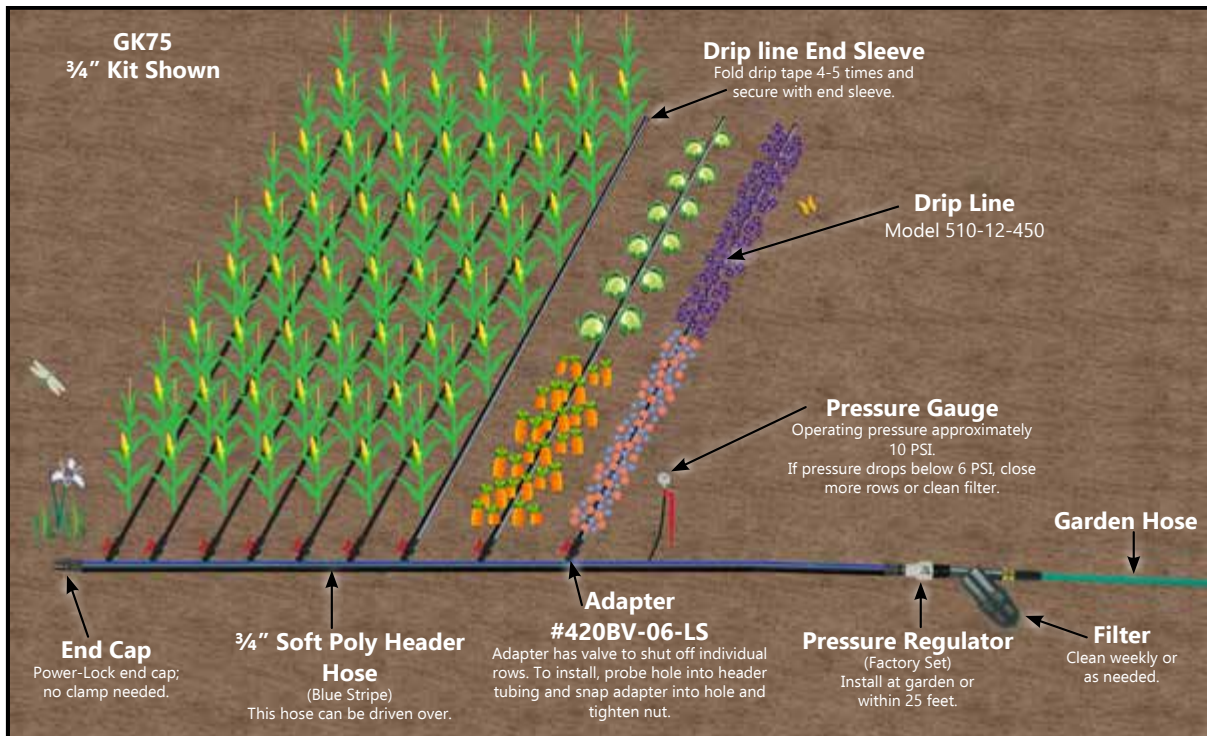 GK75
¾” Kit Shown
Drip line End Sleeve
Fold drip tape 4-5 times and
secure with end sleeve.
Drip Line
Model 510-12-450
Pressure Gauge
Operating pressure approximately
10 PSI.
If pressure drops below 6 PSI, close
more rows or clean filter.
Garden Hose
End Cap
Power-Lock end cap;
no clamp needed.
¾” Soft Poly Header
Hose
(Blue Stripe)
This hose can be driven over.
Adapter
#420BV-06-LS
Adapter has valve to shut off individual
rows. To install, probe hole into header
tubing and snap adapter into hole and
tighten nut.
Pressure Regulator
(Factory Set)
Install at garden or
within 25 feet.
Filter
Clean weekly or
as needed.